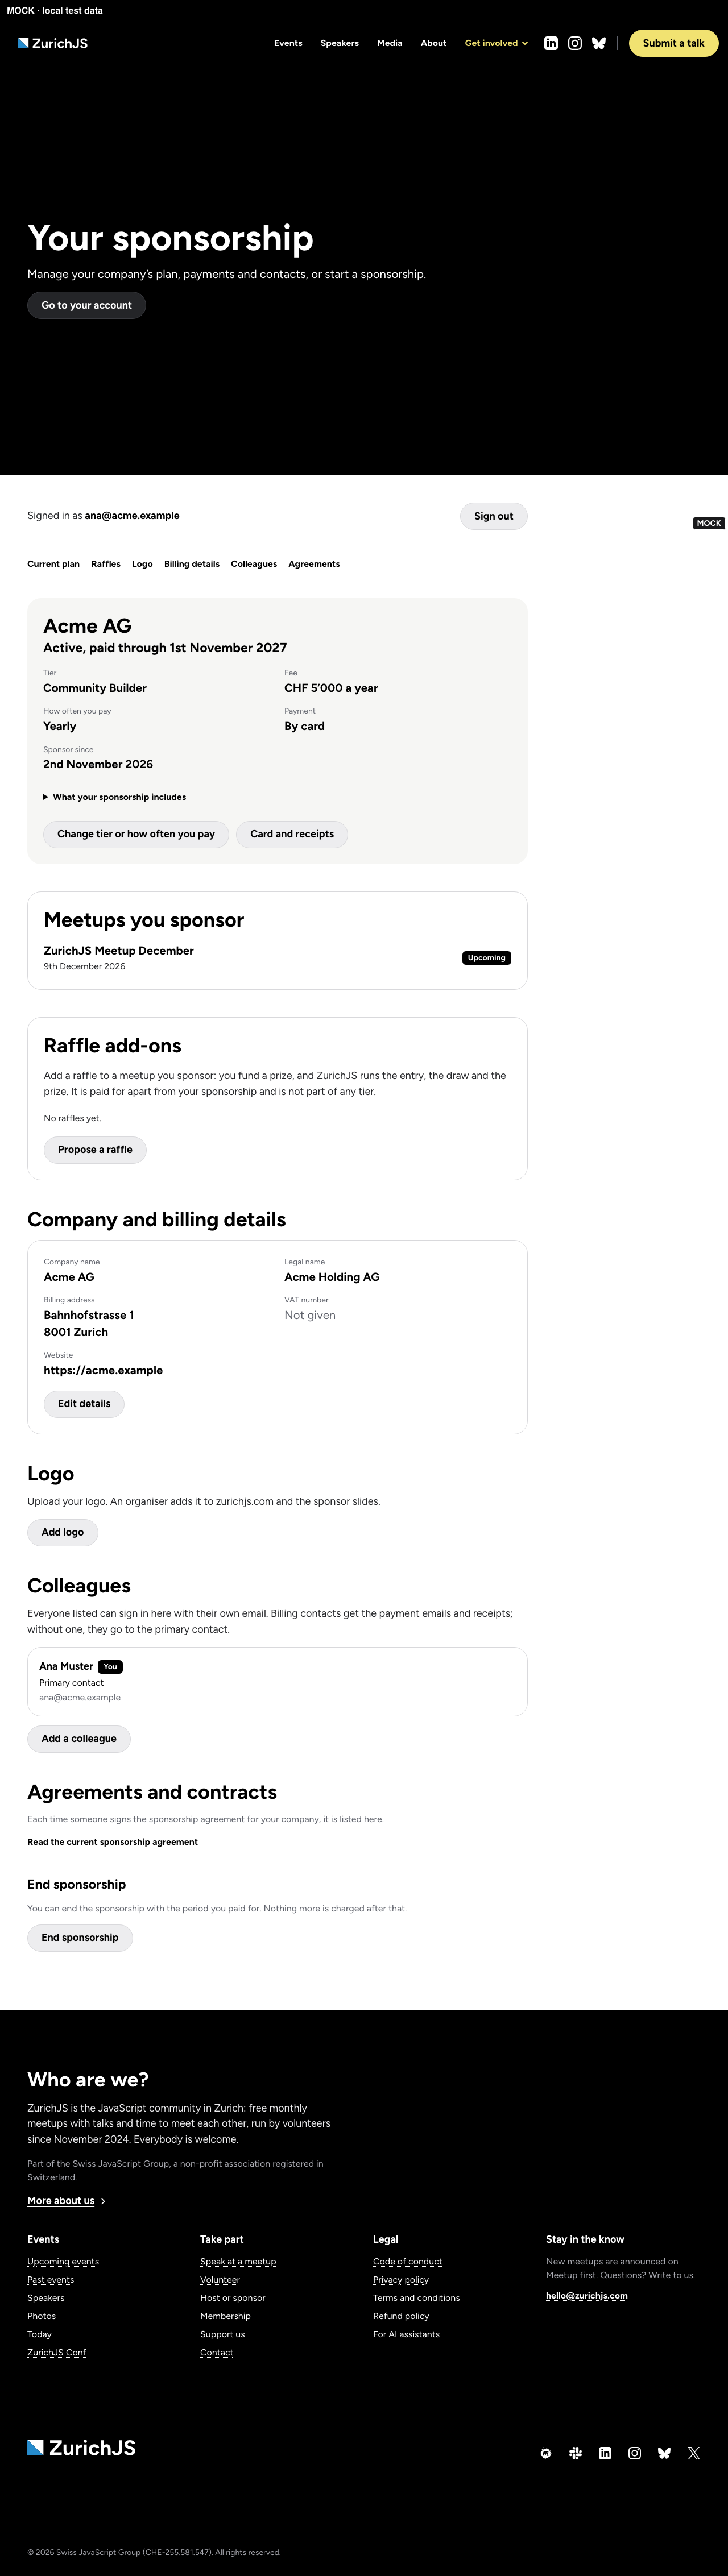 MOCK · local test data
ZurichJS
Events
Speakers
Media
About
Get involved
Submit a talk
Your sponsorship
Manage your company’s plan, payments and contacts, or start a sponsorship.
Go to your account
Signed in as ana@acme.example
Sign out
MOCK
Current plan
Raffles
Logo
Billing details
Colleagues
Agreements
Acme AG
Active, paid through 1st November 2027
Tier
Community Builder
Fee
CHF 5’000 a year
How often you pay
Yearly
Payment
By card
Sponsor since
2nd November 2026
What your sponsorship includes
Change tier or how often you pay
Card and receipts
Meetups you sponsor
ZurichJS Meetup December
9th December 2026
Upcoming
Raffle add-ons
Add a raffle to a meetup you sponsor: you fund a prize, and ZurichJS runs the entry, the draw and the
prize. It is paid for apart from your sponsorship and is not part of any tier.
No raffles yet.
Propose a raffle
Company and billing details
Company name
Acme AG
Legal name
Acme Holding AG
Billing address
Bahnhofstrasse 1
8001 Zurich
VAT number
Not given
Website
https://acme.example
Edit details
Logo
Upload your logo. An organiser adds it to zurichjs.com and the sponsor slides.
Add logo
Colleagues
Everyone listed can sign in here with their own email. Billing contacts get the payment emails and receipts;
without one, they go to the primary contact.
Ana Muster
You
Primary contact
ana@acme.example
Add a colleague
Agreements and contracts
Each time someone signs the sponsorship agreement for your company, it is listed here.
Read the current sponsorship agreement
End sponsorship
You can end the sponsorship with the period you paid for. Nothing more is charged after that.
End sponsorship
Who are we?
ZurichJS is the JavaScript community in Zurich: free monthly
meetups with talks and time to meet each other, run by volunteers
since November 2024. Everybody is welcome.
Part of the Swiss JavaScript Group, a non-profit association registered in
Switzerland.
More about us
Events
Upcoming events
Past events
Speakers
Photos
Today
ZurichJS Conf
Take part
Speak at a meetup
Volunteer
Host or sponsor
Membership
Support us
Contact
Legal
Code of conduct
Privacy policy
Terms and conditions
Refund policy
For AI assistants
Stay in the know
New meetups are announced on
Meetup first. Questions? Write to us.
hello@zurichjs.com
ZurichJS
© 2026 Swiss JavaScript Group (CHE-255.581.547). All rights reserved.